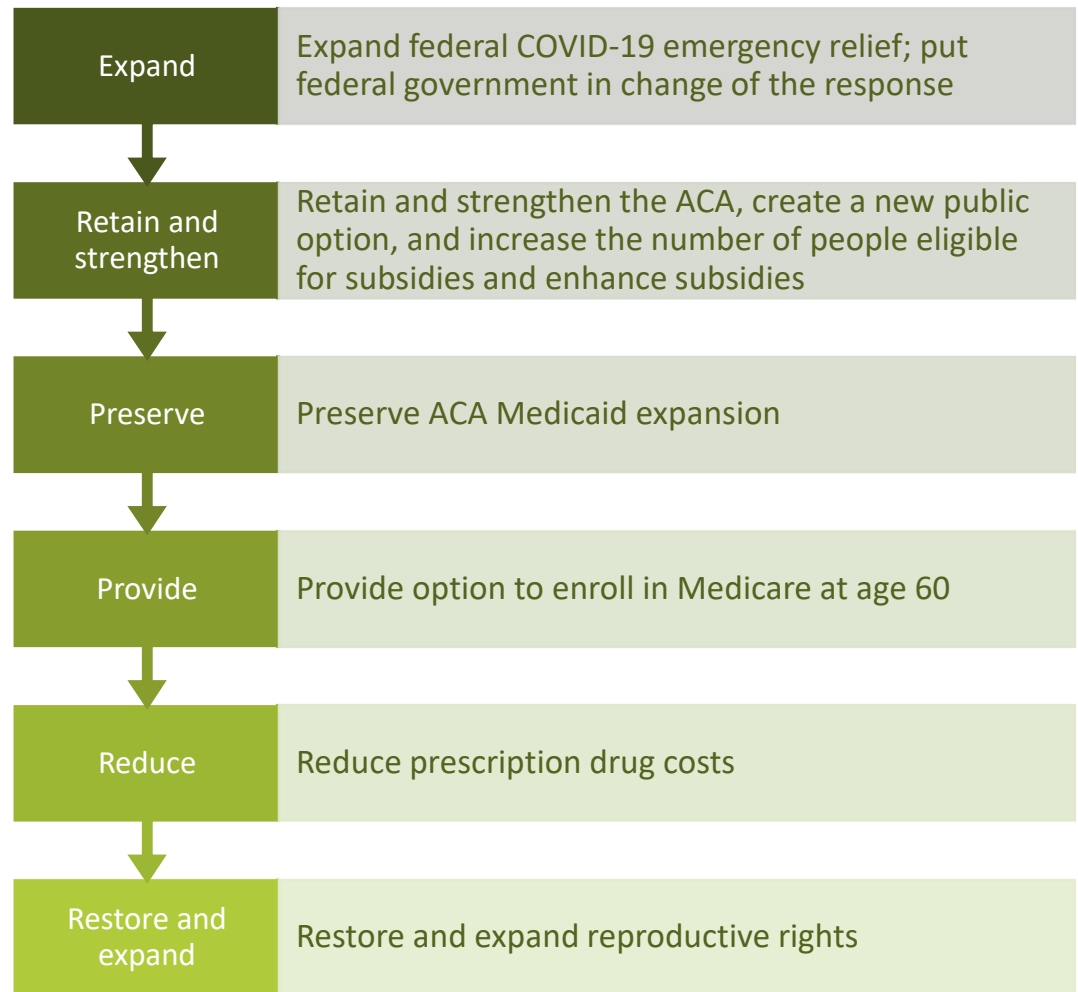 Expand
Expand federal COVID-19 emergency relief; put
federal government in change of the response
Retain and
strengthen
Retain and strengthen the ACA, create a new public
option, and increase the number of people eligible
for subsidies and enhance subsidies
Preserve
Preserve ACA Medicaid expansion
Provide
Provide option to enroll in Medicare at age 60
Reduce
Reduce prescription drug costs
Restore and
expand
Restore and expand reproductive rights